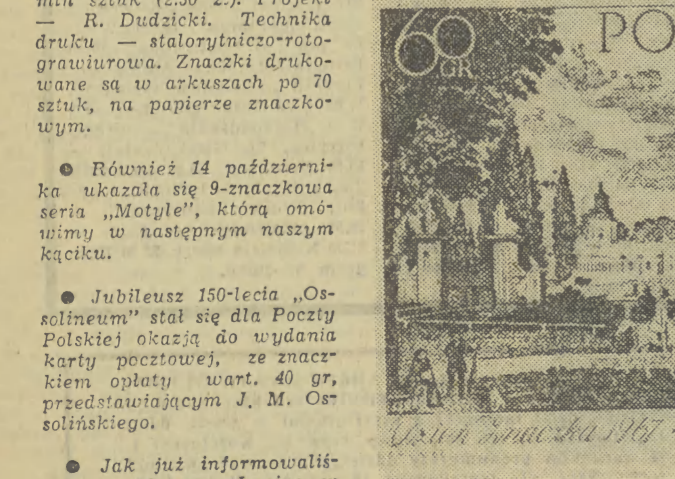 mln sztuk (2.50 zł). Projekt
— R. Dudzicki. Technika
druku — stalorytniczo-roto-
grawiurowa. Znaczki druko-
wane są w arkuszach po 70
sztuk, na papierze znaczko-
wym.
● Również 14 październi-
ka ukazała się 9-znaczkowa
seria „Motyle”, którą omó-
wimy w następnym naszym
kąciku.
● Jubileusz 150-lecia „Os-
solineum” stał się dla Poczty
Polskiej okazją do wydania
karty pocztowej, ze znacz-
kiem opłaty wart. 40 gr,
przedstawiającym J. M. Os-
solińskiego.
● Jak już informowaliś-
60
GR
PO
Dzień Znaczka 1967